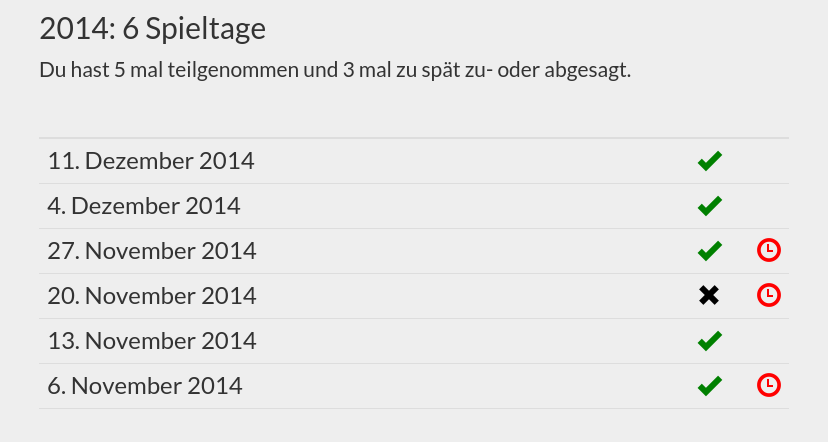 2014: 6 Spieltage
Du hast 5 mal teilgenommen und 3 mal zu spät zu- oder abgesagt.
11. Dezember 2014
4. Dezember 2014
27. November 2014
20. November 2014
13. November 2014
6. November 2014